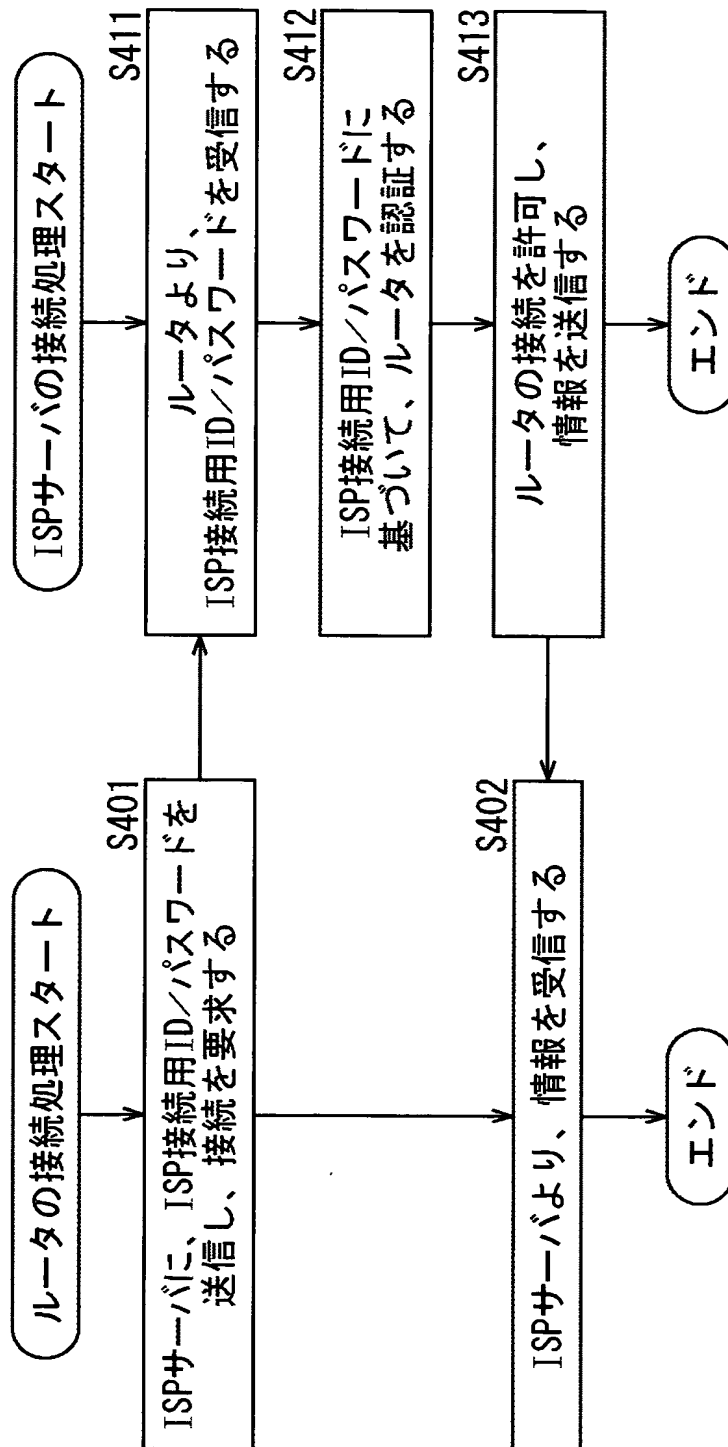 ルータの接続処理スタート
S401
ISPサーバに、ISP接続用ID/パスワードを
送信し、接続を要求する
S402
ISPサーバより、情報を受信する
エンド
ISPサーバの接続処理スタート
S411
ルータより、
ISP接続用ID/パスワードを受信する
S412
ISP接続用ID/パスワードに
基づいて、ルータを認証する
S413
ルータの接続を許可し、
情報を送信する
エンド